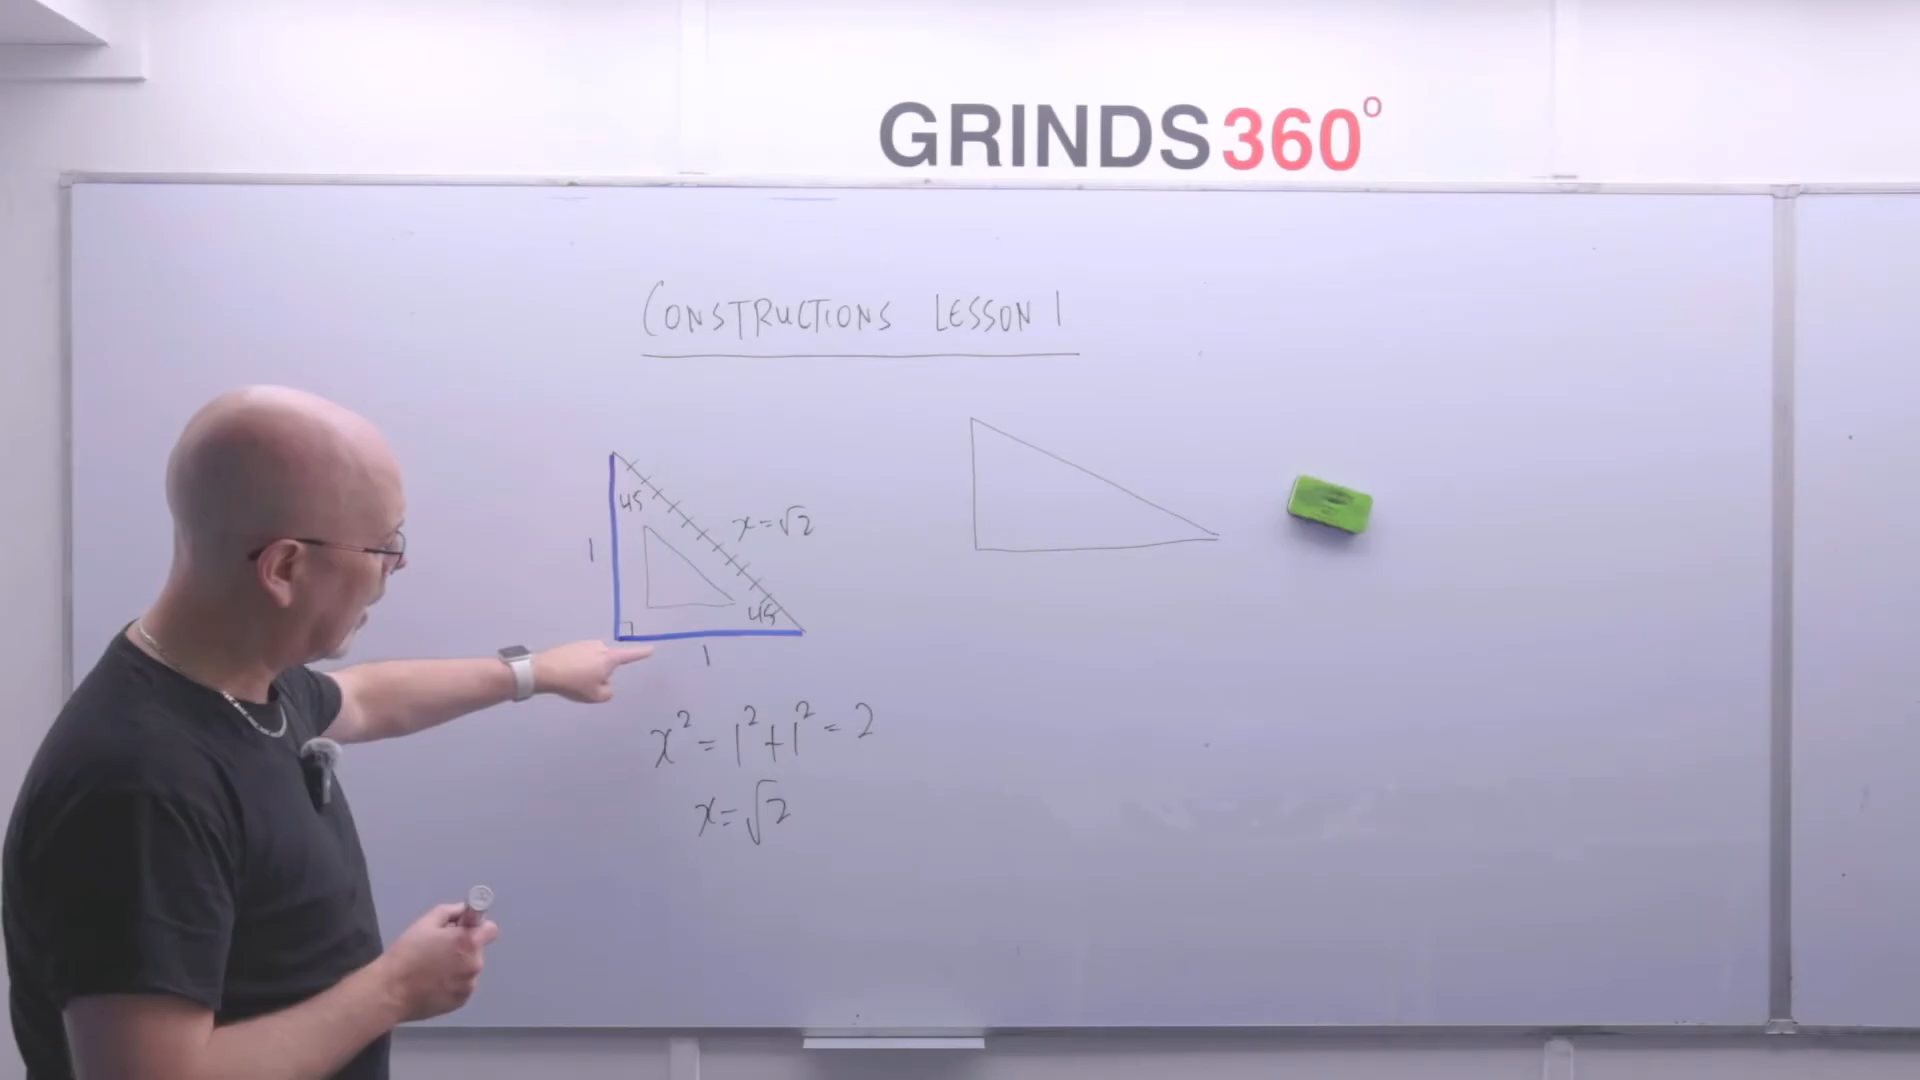 GRINDS360°
CONSTRUCTIONS LESSON 1
45
x=√2
1
45
1
x² = 1² + 1² = 2
x = √2